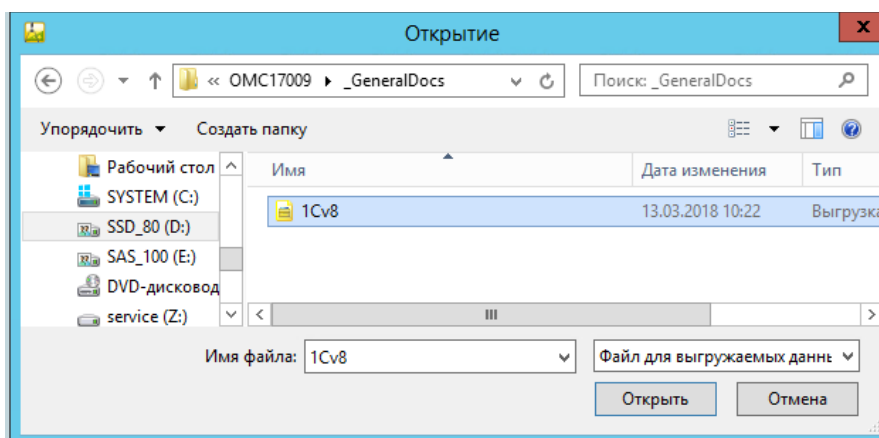 Открытие
« OMC17009 ▸ _GeneralDocs
Поиск: _GeneralDocs
Упорядочить
Создать папку
Рабочий стол
SYSTEM (C:)
SSD_80 (D:)
SAS_100 (E:)
DVD-дисковод
service (Z:)
Имя
Дата изменения
Тип
1Cv8
13.03.2018 10:22
Выгрузка
Имя файла:
1Cv8
Файл для выгружаемых данны
Открыть
Отмена